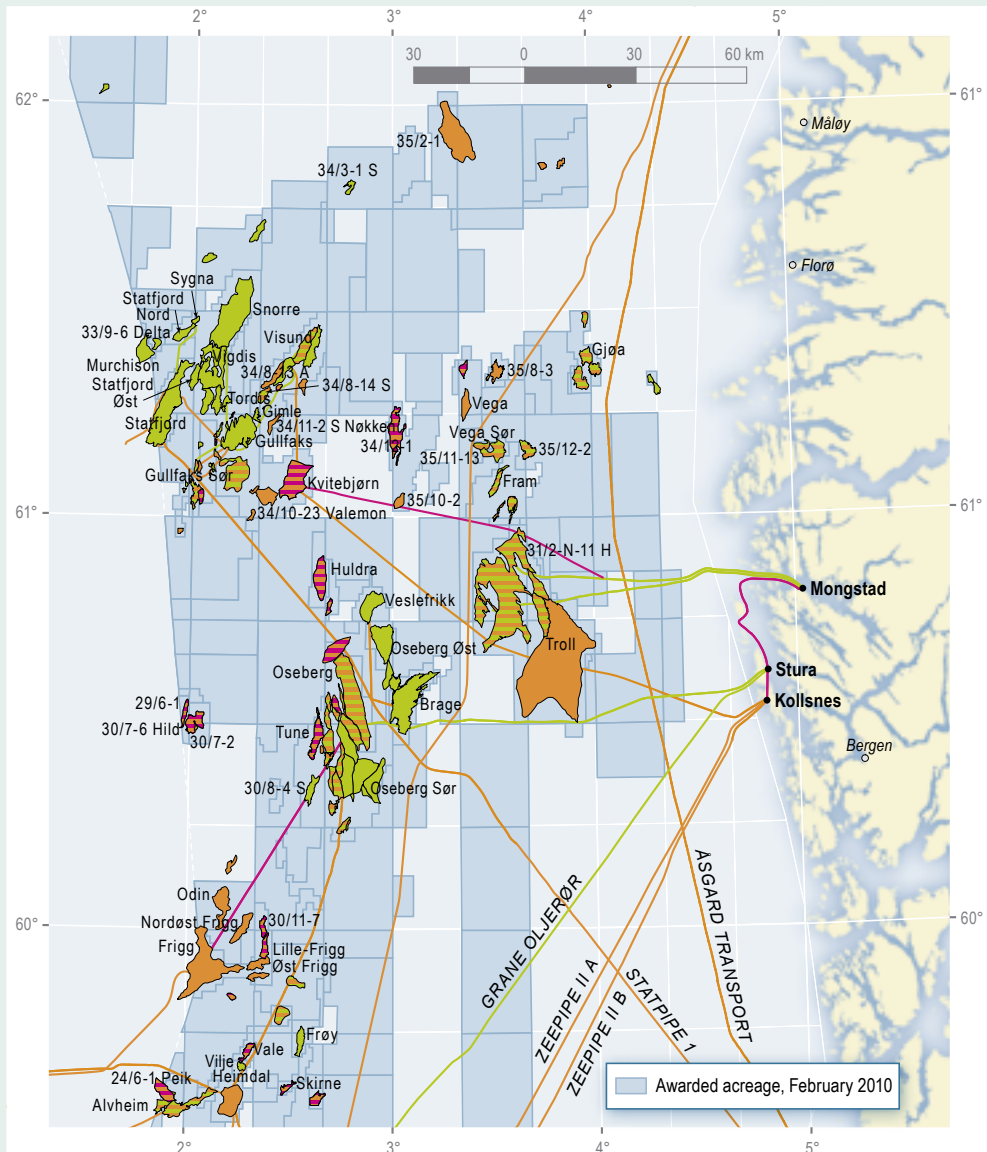 2°
3°
4°
5°
30
0
30
60 km
62°
61°
Måløy
35/2-1
34/3-1 S
Florø
Sygna
Statfjord
Nord
Snorre
33/9-6 Delta
Visund
Murchison
Vigdis
34/8-13 A
Gjøa
35/8-3
Statfjord
Øst
34/8-14 S
Tordis
Vega
Gimle
Statfjord
34/11-2 S Nøkken
Gullfaks
Vega Sør
35/11-13
35/12-2
Gullfaks Sør
Kvitebjørn
Fram
35/10-2
61°
61°
34/10-23 Valemon
31/2-N-11 H
Huldra
Mongstad
Veslefrikk
Oseberg Øst
Troll
Oseberg
Stura
Brage
Kollsnes
29/6-1
30/7-6 Hild
30/7-2
Tune
Bergen
30/8-4 S
Oseberg Sør
Odin
Nordøst Frigg
30/11-7
60°
60°
Frigg
Lille-Frigg
Øst Frigg
GRANE OLJERØR
ZEEPIPE II A
ZEEPIPE II B
STATPIPE 1
ÅSGARD TRANSPORT
Frøy
Vale
Vilje
Heimdal
24/6-1 Peik
Skirne
Alvheim
Awarded acreage, February 2010
2°
3°
4°
5°